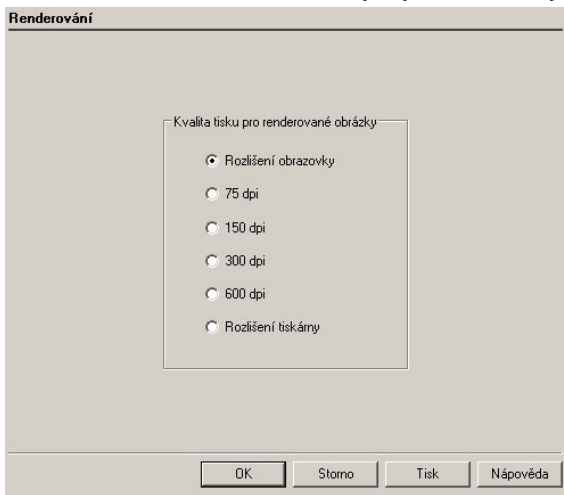 Renderování
Kvalita tisku pro renderované obrázky
Rozlišení obrazovky
75 dpi
150 dpi
300 dpi
600 dpi
Rozlišení tiskárny
OK Storno Tisk Nápověda